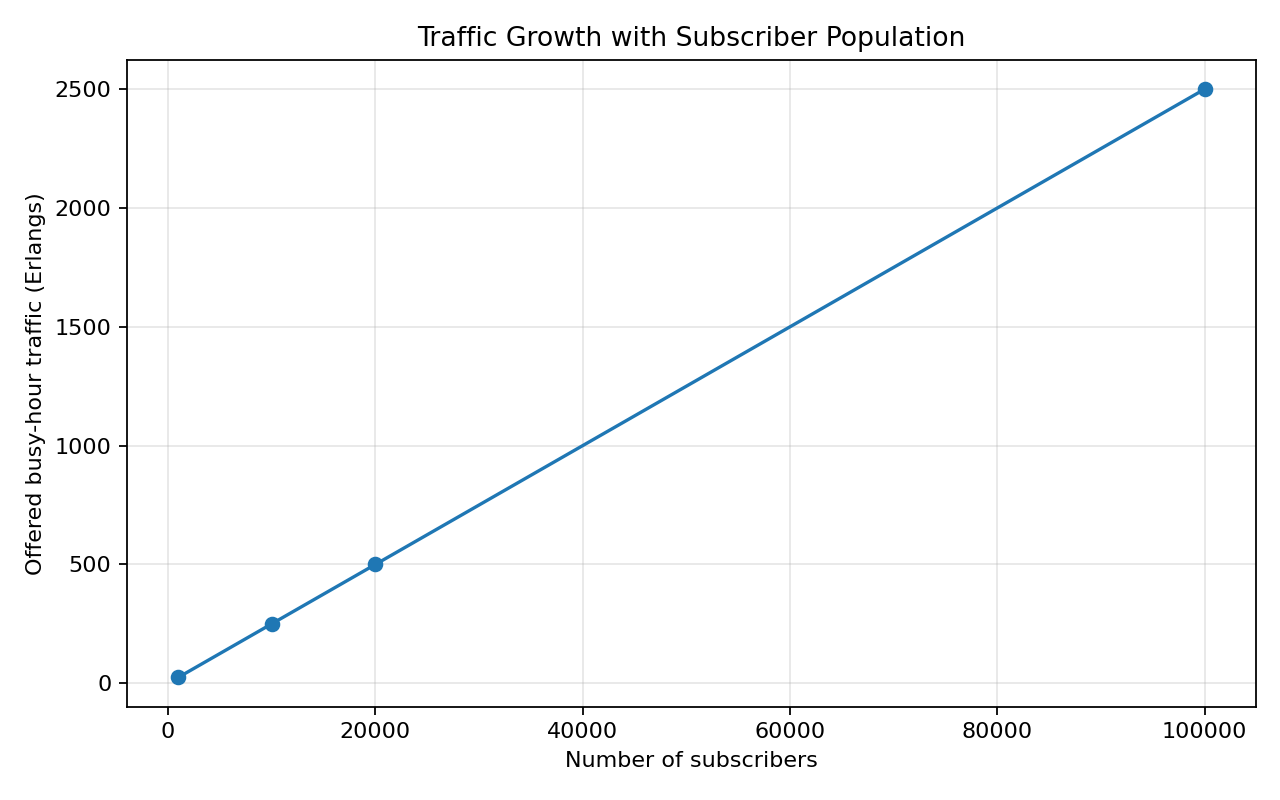 Traffic Growth with Subscriber Population
Offered busy-hour traffic (Erlangs)
2500
2000
1500
1000
500
0
0 20000 40000 60000 80000 100000
Number of subscribers